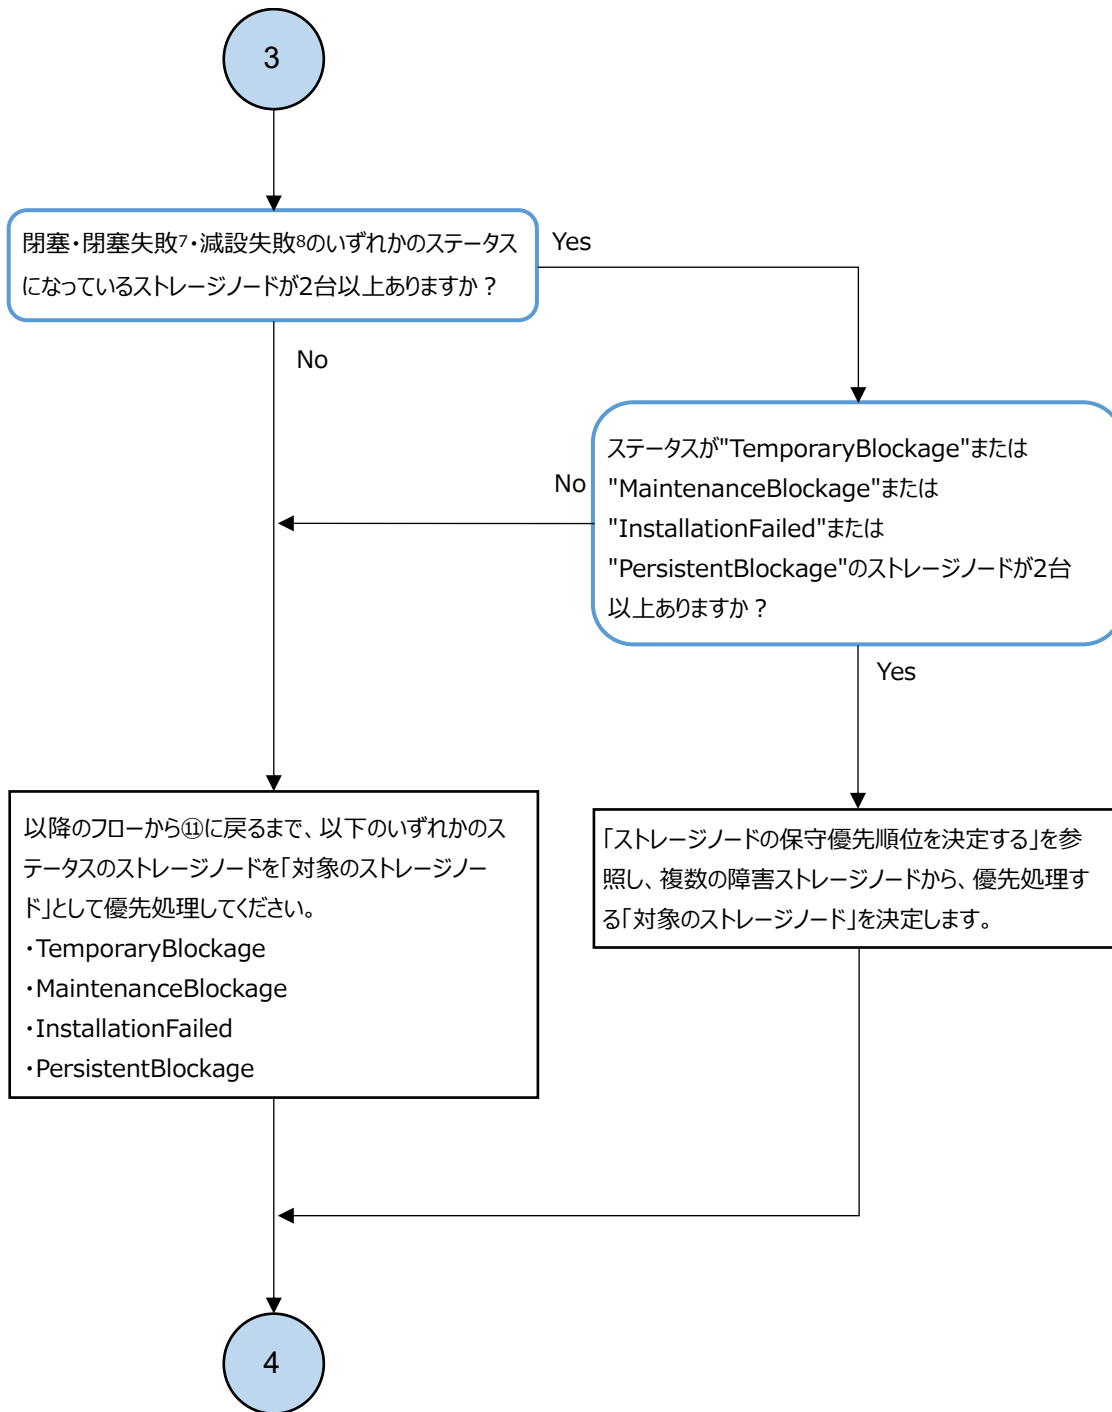 3
閉塞・閉塞失敗7・減設失敗8のいずれかのステータス
になっているストレージノードが2台以上ありますか？
Yes
No
ステータスが"TemporaryBlockage"または
"MaintenanceBlockage"または
"InstallationFailed"または
"PersistentBlockage"のストレージノードが2台
以上ありますか？
No
Yes
以降のフローから⑪に戻るまで、以下のいずれかのス
テータスのストレージノードを「対象のストレージノー
ド」として優先処理してください。
・TemporaryBlockage
・MaintenanceBlockage
・InstallationFailed
・PersistentBlockage
「ストレージノードの保守優先順位を決定する」を参
照し、複数の障害ストレージノードから、優先処理す
る「対象のストレージノード」を決定します。
4